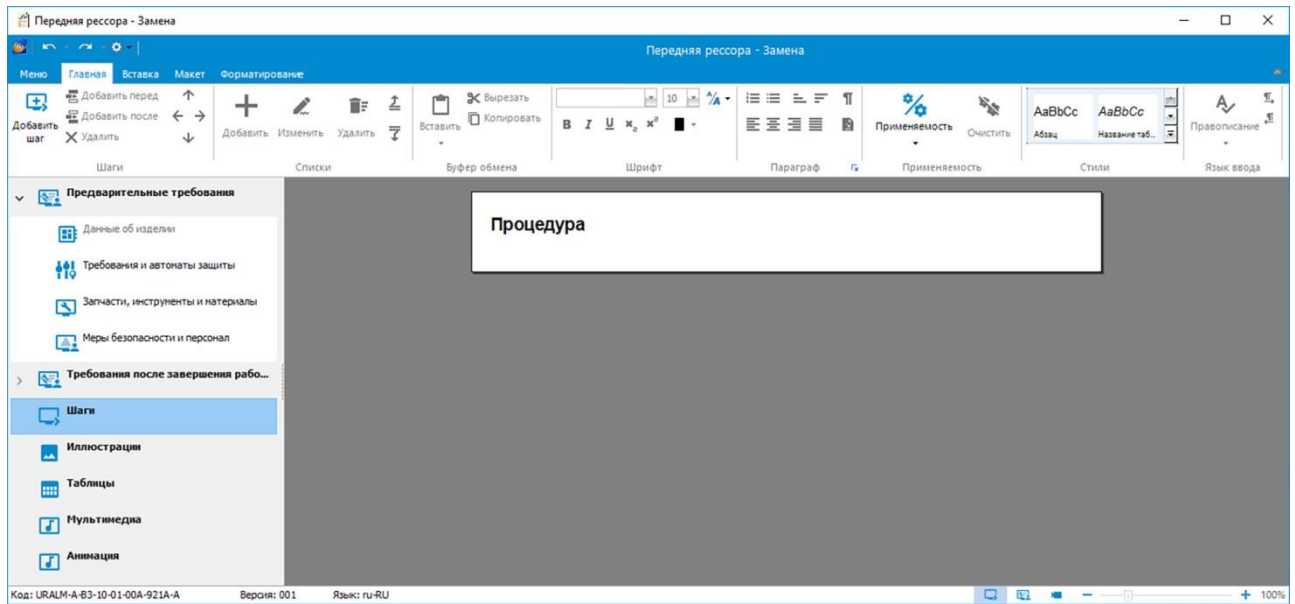 Передняя рессора - Замена
Передняя рессора - Замена
Меню Главная Вставка Макет Форматирование
Добавить шаг
Добавить перед
Добавить после
Удалить
Шаги
Добавить Изменить Удалить
Списки
Вставить
Вырезать
Копировать
Буфер обмена
10
B I U x₂ x²
Шрифт
Параграф
Применяемость Очистить
Применяемость
AaBbCc AaBbCc
Абзац Название таб...
Стили
Правописание
Язык ввода
Предварительные требования
Данные об изделии
Требования и автоматы защиты
Запчасти, инструменты и материалы
Меры безопасности и персонал
Требования после завершения рабо...
Шаги
Иллюстрации
Таблицы
Мультимедиа
Анимация
Процедура
Код: URALM-A-B3-10-01-00A-921A-A Версия: 001 Язык: ru-RU 100%